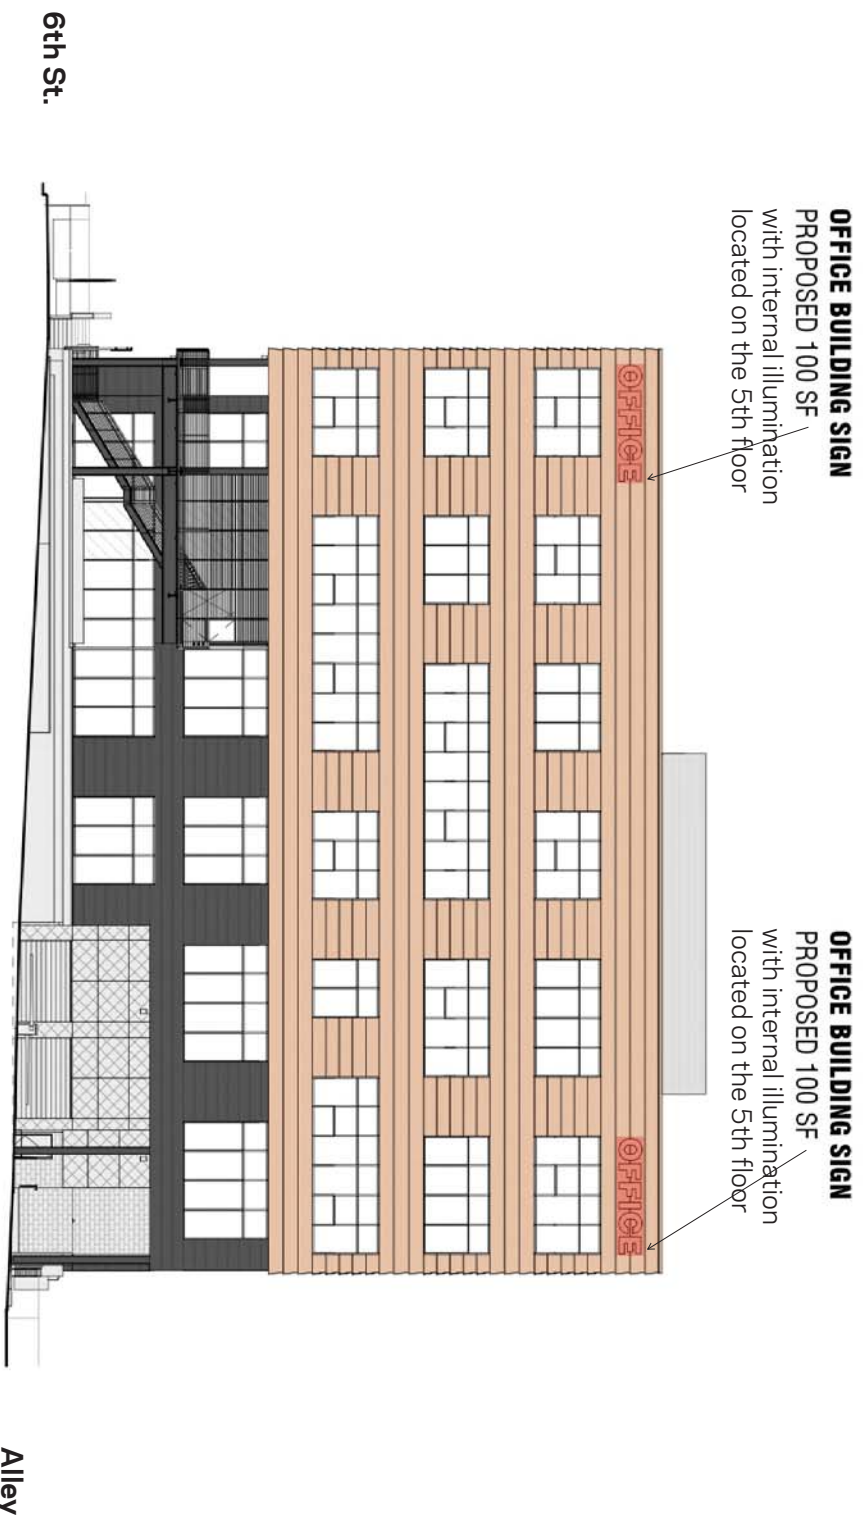 OFFICE BUILDING SIGN
PROPOSED 100 SF
with internal illumination
located on the 5th floor
OFFICE BUILDING SIGN
PROPOSED 100 SF
with internal illumination
located on the 5th floor
OFFICE
OFFICE
6th St.
Alley